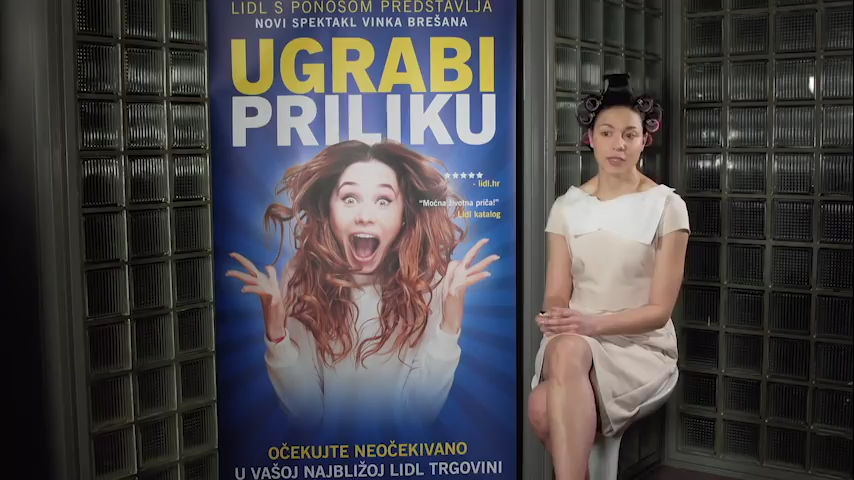 LIDL S PONOSOM PREDSTAVLJA
NOVI SPEKTAKL VINKA BREŠANA
UGRABI
PRILIKU
★★★★★
- lidl.hr
"Moćna životna priča!"
- Lidl katalog
OČEKUJTE NEOČEKIVANO
U VAŠOJ NAJBLIŽOJ LIDL TRGOVINI